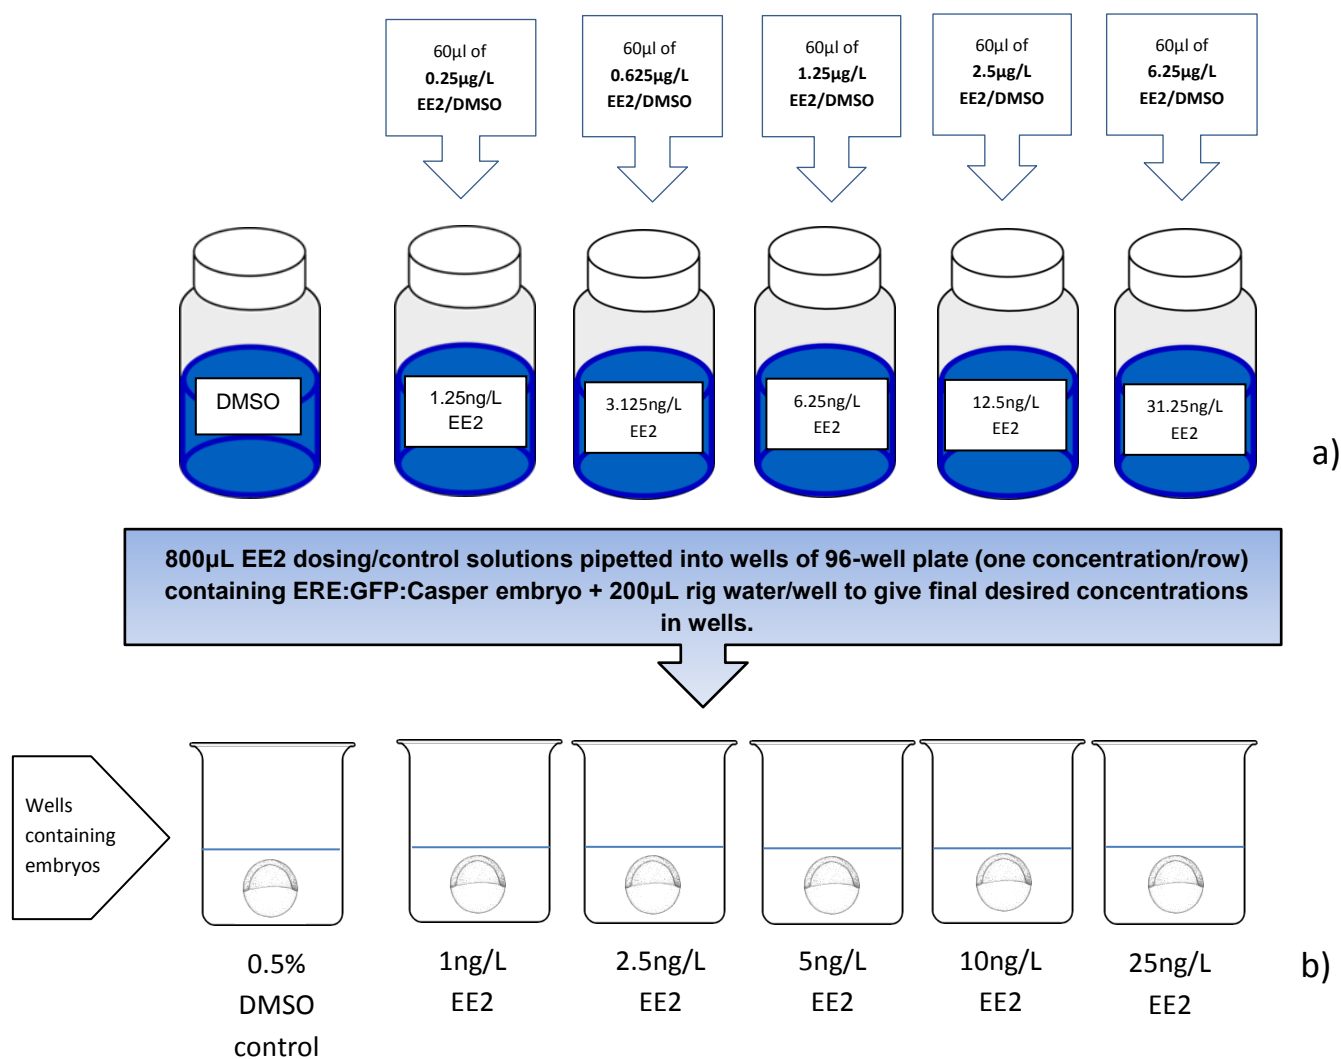 60µl of
0.25µg/L
EE2/DMSO
60µl of
0.625µg/L
EE2/DMSO
60µl of
1.25µg/L
EE2/DMSO
60µl of
2.5µg/L
EE2/DMSO
60µl of
6.25µg/L
EE2/DMSO
DMSO
1.25ng/L
EE2
3.125ng/L
EE2
6.25ng/L
EE2
12.5ng/L
EE2
31.25ng/L
EE2
a)
800µL EE2 dosing/control solutions pipetted into wells of 96-well plate (one concentration/row)
containing ERE:GFP:Casper embryo + 200µL rig water/well to give final desired concentrations
in wells.
Wells
containing
embryos
0.5%
DMSO
control
1ng/L
EE2
2.5ng/L
EE2
5ng/L
EE2
10ng/L
EE2
25ng/L
EE2
b)